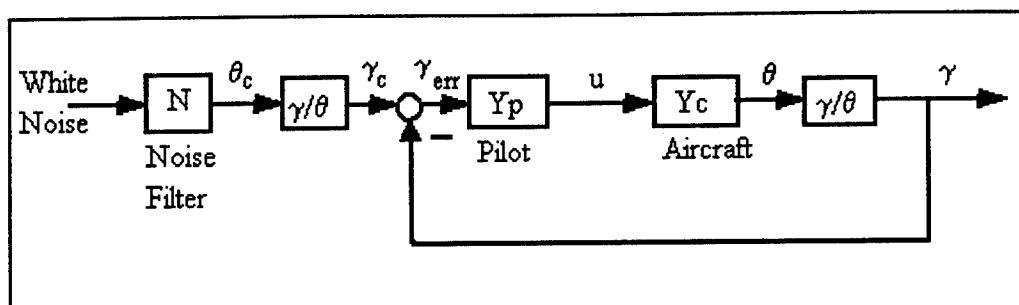 White
Noise
N
Noise
Filter
θc
γ/θ
γc
γerr
−
Yp
Pilot
u
Yc
Aircraft
θ
γ/θ
γ